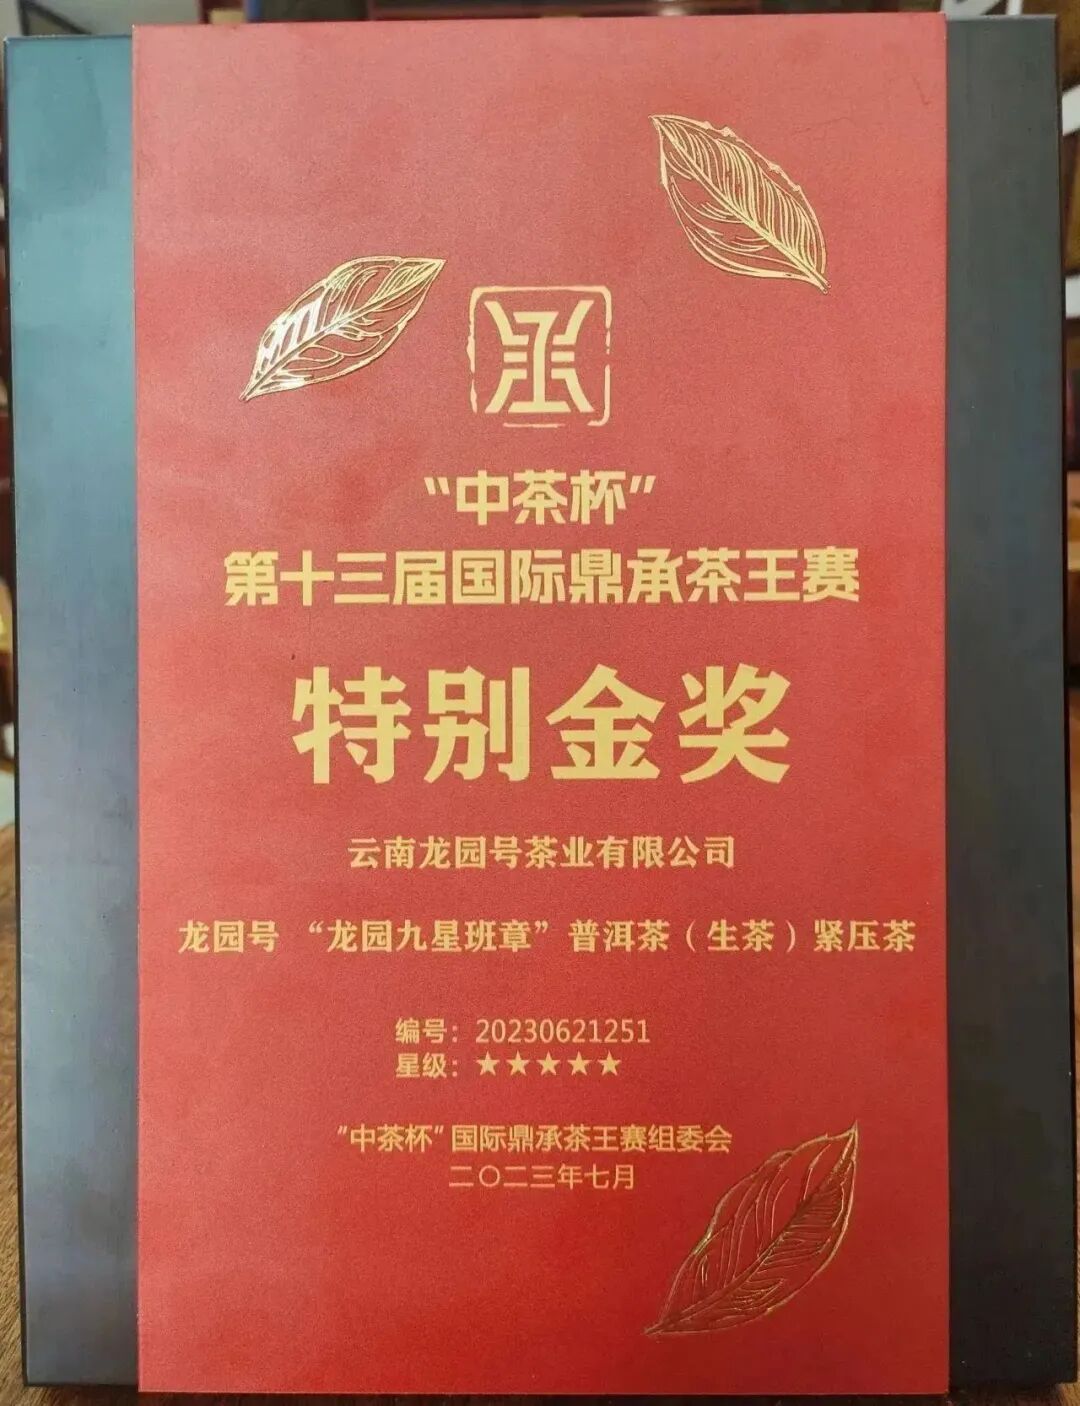 “中茶杯”
第十三届国际鼎承茶王赛
特别金奖
云南龙园号茶业有限公司
龙园号 “龙园九星班章”普洱茶（生茶）紧压茶
编号：20230621251
星级：★★★★★
“中茶杯”国际鼎承茶王赛组委会
二〇二三年七月